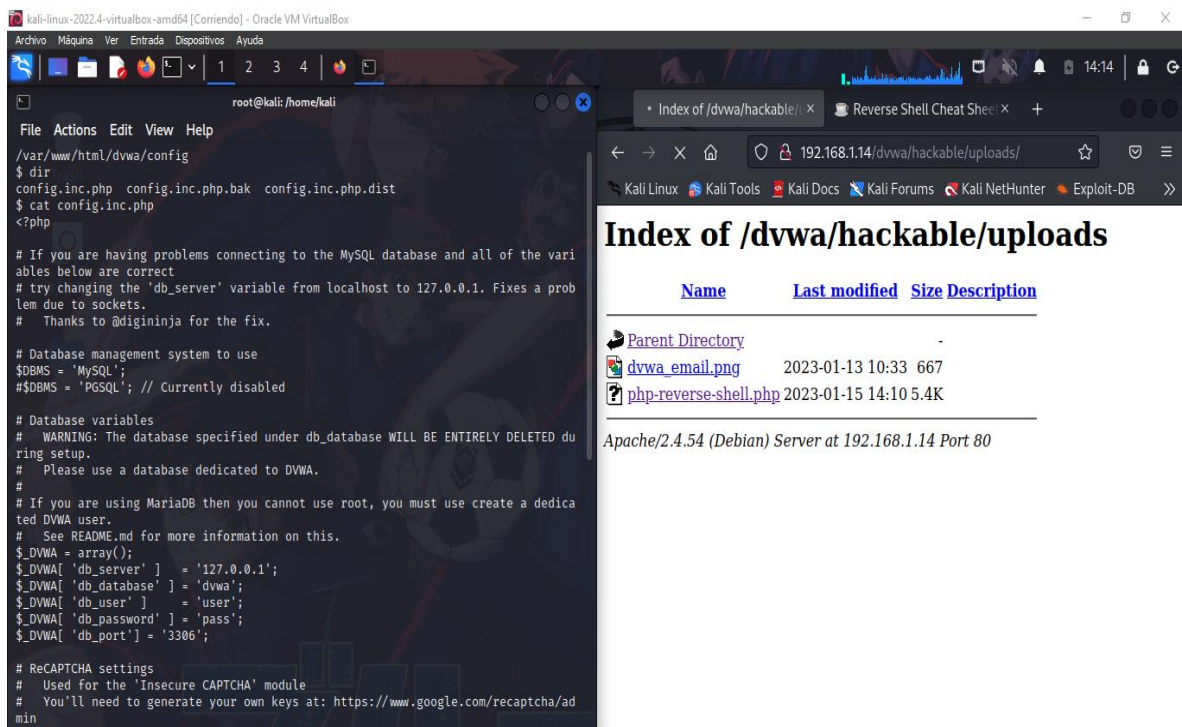 kali-linux-2022.4-virtualbox-amd64 [Corriendo] - Oracle VM VirtualBox
Archivo Máquina Ver Entrada Dispositivos Ayuda
1 2 3 4
14:14
root@kali: /home/kali
File Actions Edit View Help
/var/www/html/dvwa/config
$ dir
config.inc.php config.inc.php.bak config.inc.php.dist
$ cat config.inc.php
<?php
# If you are having problems connecting to the MySQL database and all of the vari
ables below are correct
# try changing the 'db_server' variable from localhost to 127.0.0.1. Fixes a prob
lem due to sockets.
# Thanks to @digininja for the fix.
# Database management system to use
$DBMS = 'MySQL';
#$DBMS = 'PGSQL'; // Currently disabled
# Database variables
# WARNING: The database specified under db_database WILL BE ENTIRELY DELETED du
ring setup.
# Please use a database dedicated to DVWA.
#
# If you are using MariaDB then you cannot use root, you must use create a dedica
ted DVWA user.
# See README.md for more information on this.
$_DVWA = array();
$_DVWA[ 'db_server' ] = '127.0.0.1';
$_DVWA[ 'db_database' ] = 'dvwa';
$_DVWA[ 'db_user' ] = 'user';
$_DVWA[ 'db_password' ] = 'pass';
$_DVWA[ 'db_port'] = '3306';
# ReCAPTCHA settings
# Used for the 'Insecure CAPTCHA' module
# You'll need to generate your own keys at: https://www.google.com/recaptcha/ad
min
Index of /dvwa/hackable/u
Reverse Shell Cheat Shee
192.168.1.14/dvwa/hackable/uploads/
Kali Linux Kali Tools Kali Docs Kali Forums Kali NetHunter Exploit-DB
Index of /dvwa/hackable/uploads
Name Last modified Size Description
Parent Directory -
dvwa_email.png 2023-01-13 10:33 667
php-reverse-shell.php 2023-01-15 14:10 5.4K
Apache/2.4.54 (Debian) Server at 192.168.1.14 Port 80